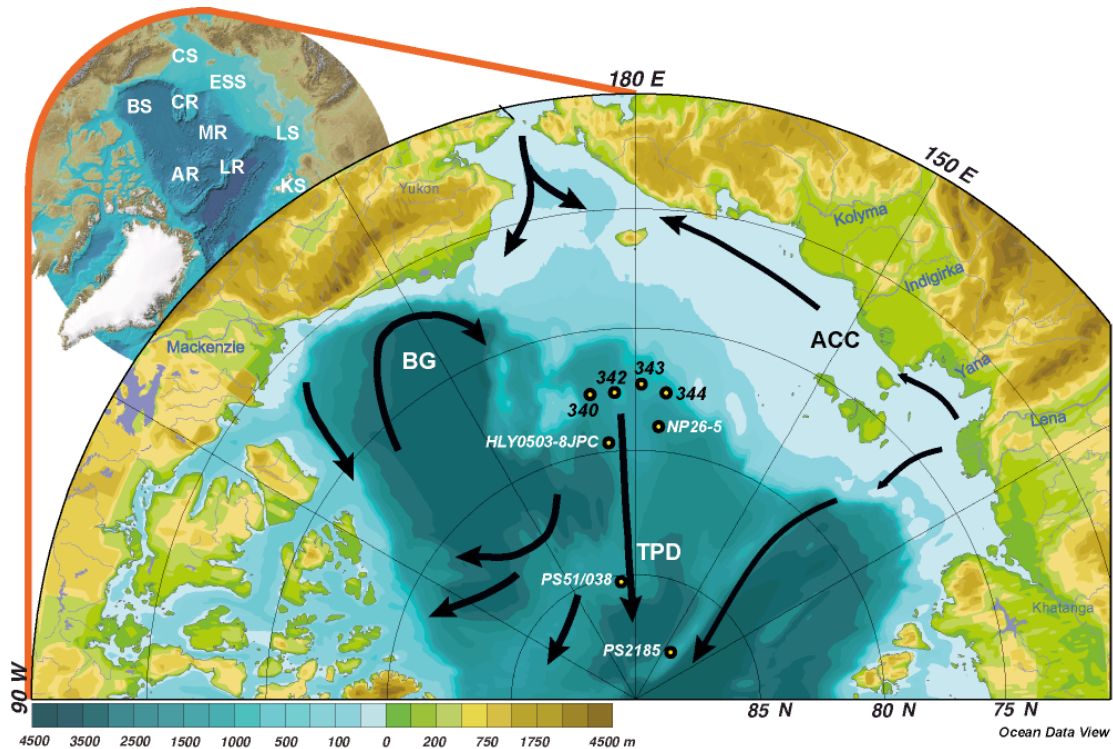 CS
ESS
BS
CR
MR
LS
AR
LR
KS
180 E
150 E
Yukon
Kolyma
Indigirka
Mackenzie
BG
ACC
Yana
Lena
343
342
344
340
NP26-5
HLY0503-8JPC
TPD
PS51/038
Khatanga
PS2185
90 W
85 N
80 N
75 N
4500 3500 2500 1500 1000 500 100 0 200 750 1750 4500 m
Ocean Data View